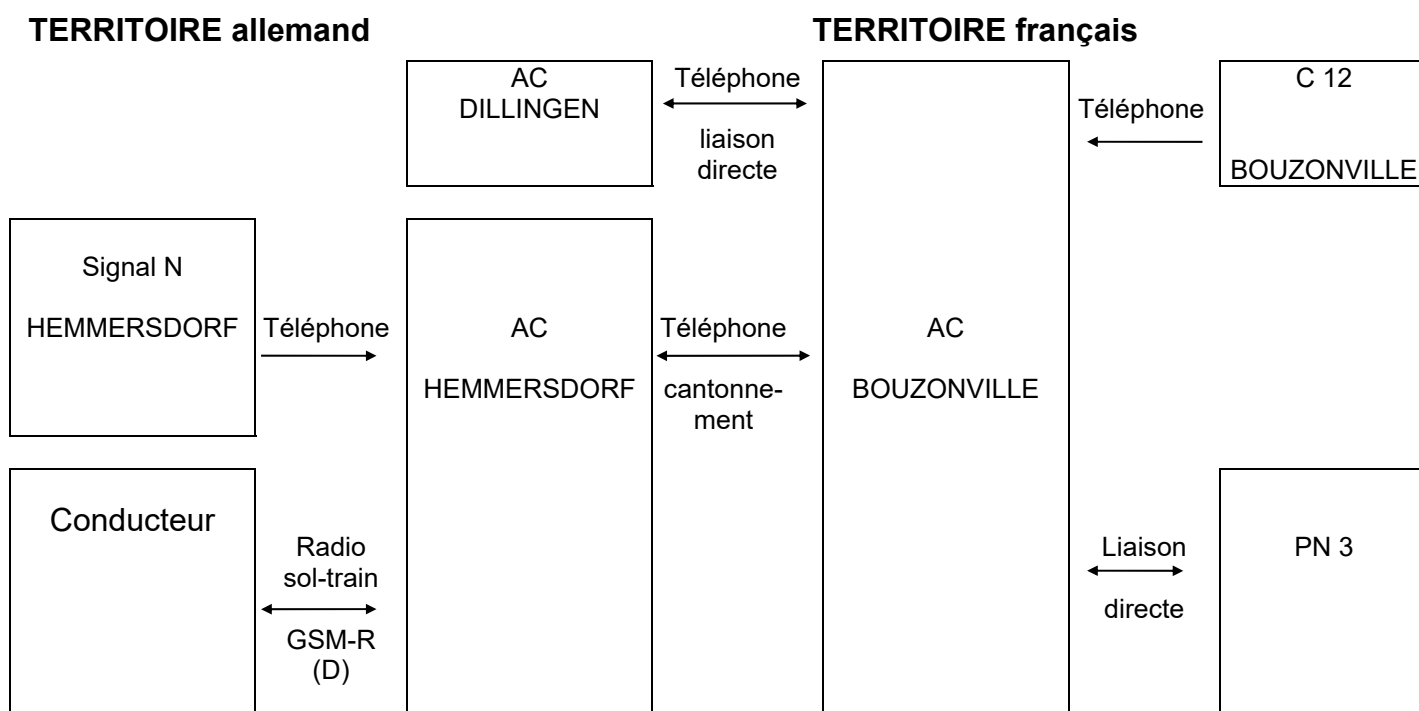 TERRITOIRE allemand
TERRITOIRE français
AC
DILLINGEN
Téléphone
liaison
directe
C 12
BOUZONVILLE
Téléphone
Signal N
HEMMERSDORF
Téléphone
AC
HEMMERSDORF
Téléphone
cantonne-
ment
AC
BOUZONVILLE
Conducteur
Radio
sol-train
GSM-R
(D)
Liaison
directe
PN 3